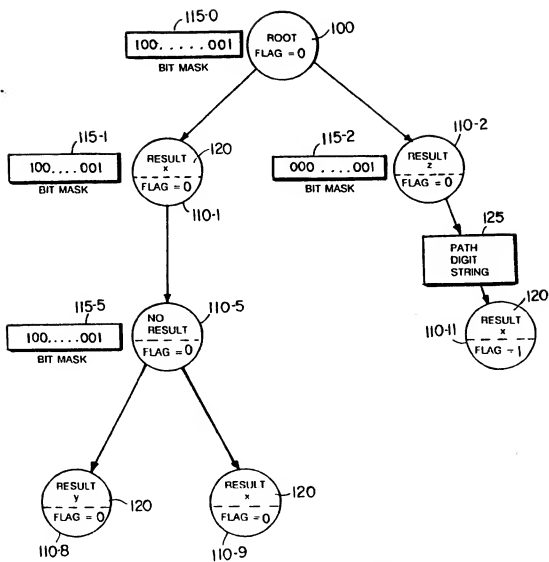 115-0
100.....001
BIT MASK
ROOT
FLAG = 0
100
115-1
100....001
BIT MASK
120
RESULT
x
FLAG = 0
110-1
115-2
000.....001
BIT MASK
110-2
RESULT
z
FLAG = 0
125
PATH
DIGIT
STRING
120
RESULT
x
FLAG = 1
110-11
115-5
100.....001
BIT MASK
110-5
NO
RESULT
FLAG = 0
RESULT
y
FLAG = 0
120
110-8
RESULT
x
FLAG = 0
120
110-9